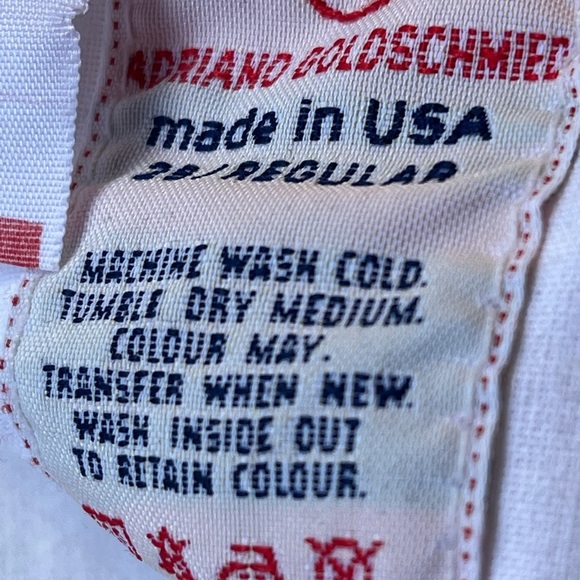 ADRIANO GOLDSCHMIED
made in USA
28/REGULAR
MACHINE WASH COLD.
TUMBLE DRY MEDIUM.
COLOUR MAY.
TRANSFER WHEN NEW.
WASH INSIDE OUT
TO RETAIN COLOUR.